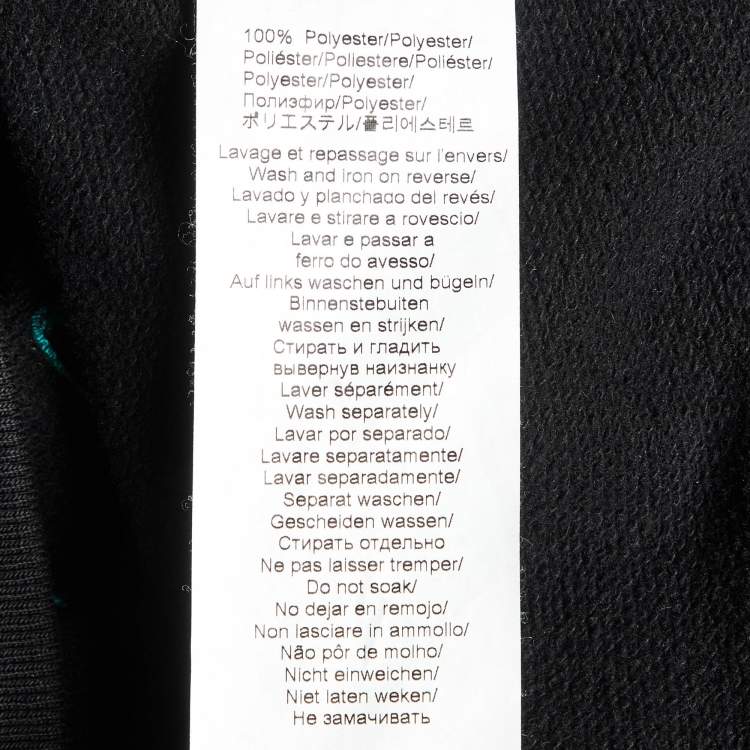 100% Polyester/Polyester/
Poliéster/Poliestere/Poliéster/
Polyester/Polyester/
Полиэфир/Polyester/
ポリエステル/폴리에스테르
Lavage et repassage sur l'envers/
Wash and iron on reverse/
Lavado y planchado del revés/
Lavare e stirare a rovescio/
Lavar e passar a
ferro do avesso/
Auf links waschen und bügeln/
Binnenstebuiten
wassen en strijken/
Стирать и гладить
вывернув наизнанку
Laver séparément/
Wash separately/
Lavar por separado/
Lavare separatamente/
Lavar separadamente/
Separat waschen/
Gescheiden wassen/
Стирать отдельно
Ne pas laisser tremper/
Do not soak/
No dejar en remojo/
Non lasciare in ammollo/
Não pôr de molho/
Nicht einweichen/
Niet laten weken/
Не замачивать